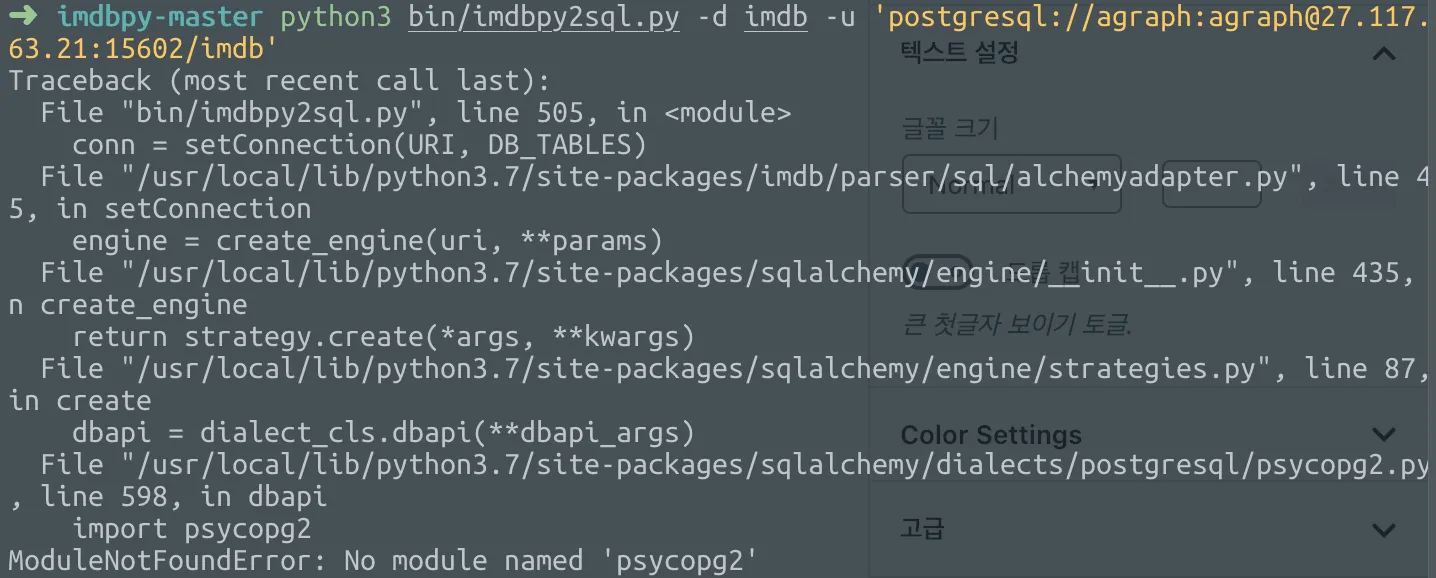 ➜ imdbpy-master python3 bin/imdbpy2sql.py -d imdb -u 'postgresql://agraph:agraph@27.117.
63.21:15602/imdb'
텍스트 설정
Traceback (most recent call last):
  File "bin/imdbpy2sql.py", line 505, in <module>
글꼴 크기
    conn = setConnection(URI, DB_TABLES)
  File "/usr/local/lib/python3.7/site-packages/imdb/parser/sql/alchemyadapter.py", line 4
Normal
5, in setConnection
    engine = create_engine(uri, **params)
  File "/usr/local/lib/python3.7/site-packages/sqlalchemy/engine/__init__.py", line 435,
드롭 캡
n create_engine
큰 첫글자 보이기 토글.
    return strategy.create(*args, **kwargs)
  File "/usr/local/lib/python3.7/site-packages/sqlalchemy/engine/strategies.py", line 87,
in create
    dbapi = dialect_cls.dbapi(**dbapi_args)
Color Settings
  File "/usr/local/lib/python3.7/site-packages/sqlalchemy/dialects/postgresql/psycopg2.py"
, line 598, in dbapi
    import psycopg2
고급
ModuleNotFoundError: No module named 'psycopg2'